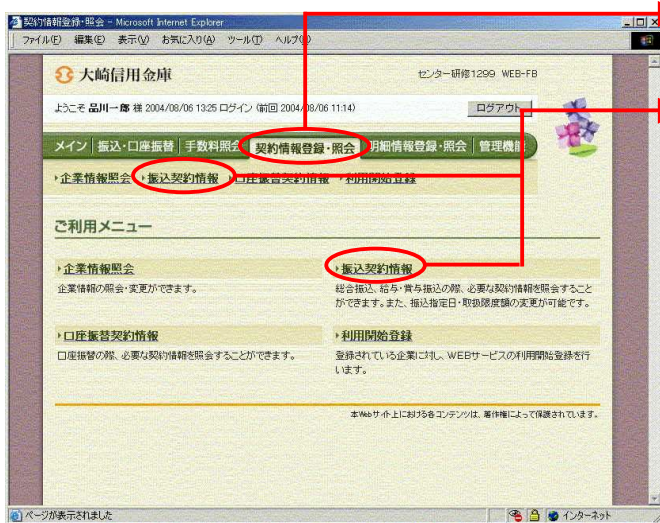 契約情報登録・照会 - Microsoft Internet Explorer
ファイル(F) 編集(E) 表示(V) お気に入り(A) ツール(T) ヘルプ(H)
大崎信用金庫
センター研修1299 WEB-FB
ようこそ 品川一郎 様 2004/08/06 13:25 ログイン (前回 2004/08/06 11:14)
ログアウト
メイン 振込・口座振替 手数料照会 契約情報登録・照会 明細情報登録・照会 管理機能
企業情報照会 振込契約情報 口座振替契約情報 利用開始登録
ご利用メニュー
企業情報照会
企業情報の照会・変更ができます。
振込契約情報
総合振込、給与・賞与振込の際、必要な契約情報を照会すること
ができます。また、振込指定日・取扱限度額の変更が可能です。
口座振替契約情報
口座振替の際、必要な契約情報を照会することができます。
利用開始登録
登録されている企業に対し、WEBサービスの利用開始登録を行
います。
本Webサイト上における各コンテンツは、著作権によって保護されています。
ページが表示されました
インターネット